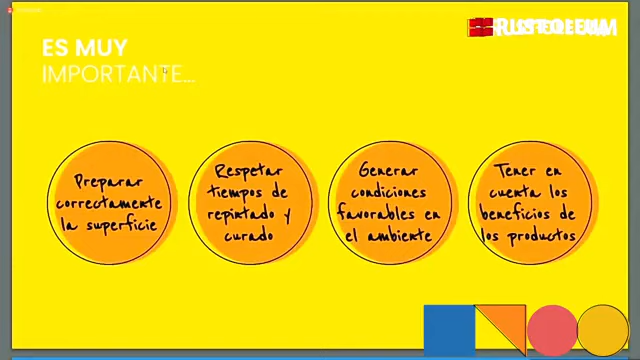 ES MUY
IMPORTANTE...
Preparar
correctamente
la superficie
Respetar
tiempos de
repintado y
curado
Generar
condiciones
favorables en
el ambiente
Tener en
cuenta los
beneficios de
los productos